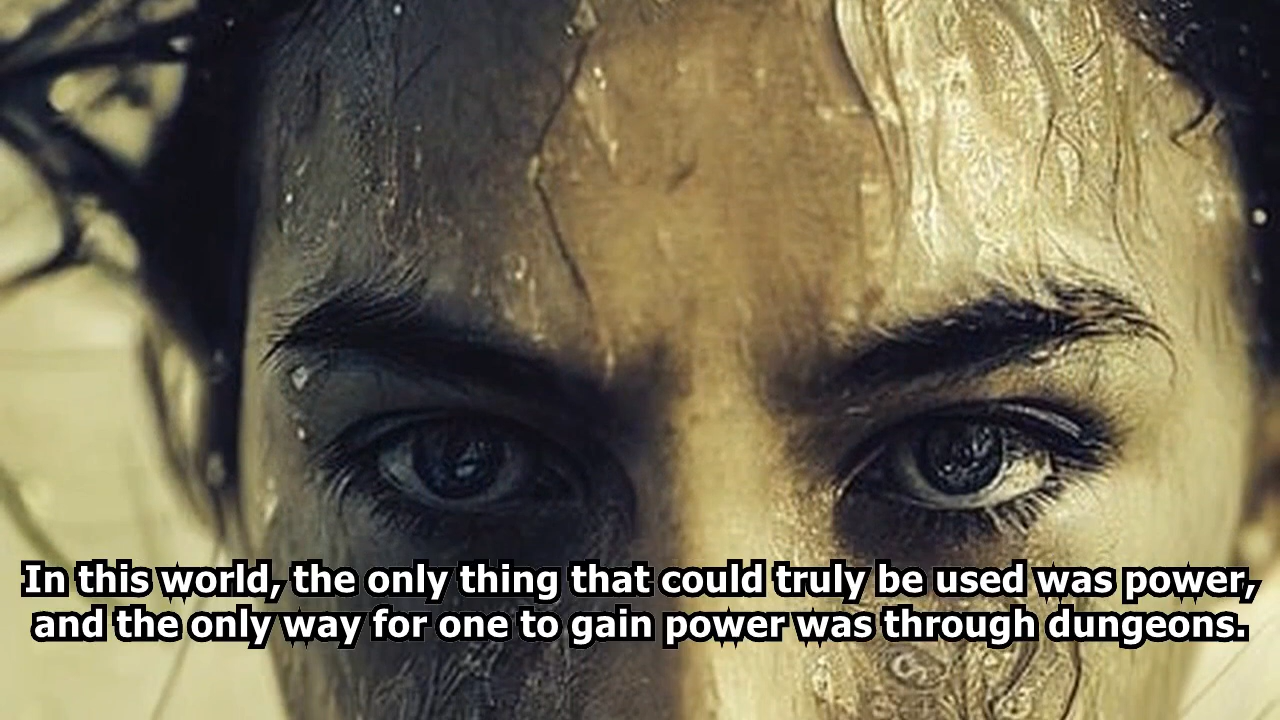 In this world, the only thing that could truly be used was power,
and the only way for one to gain power was through dungeons.